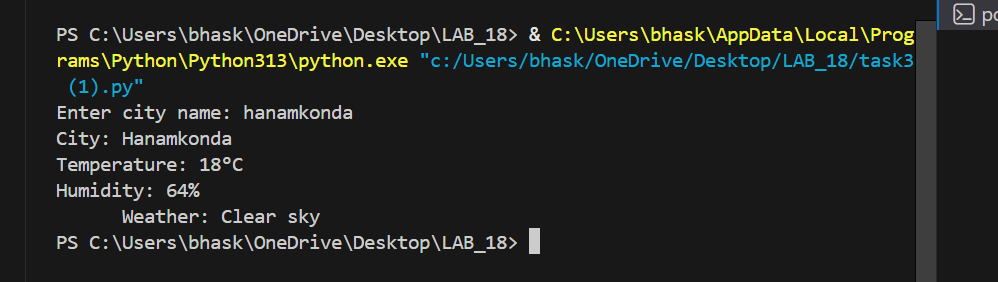 PS C:\Users\bhask\OneDrive\Desktop\LAB_18> & C:\Users\bhask\AppData\Local\Prog
rams\Python\Python313\python.exe "c:/Users/bhask/OneDrive/Desktop/LAB_18/task3
 (1).py"
Enter city name: hanamkonda
City: Hanamkonda
Temperature: 18°C
Humidity: 64%
      Weather: Clear sky
PS C:\Users\bhask\OneDrive\Desktop\LAB_18>